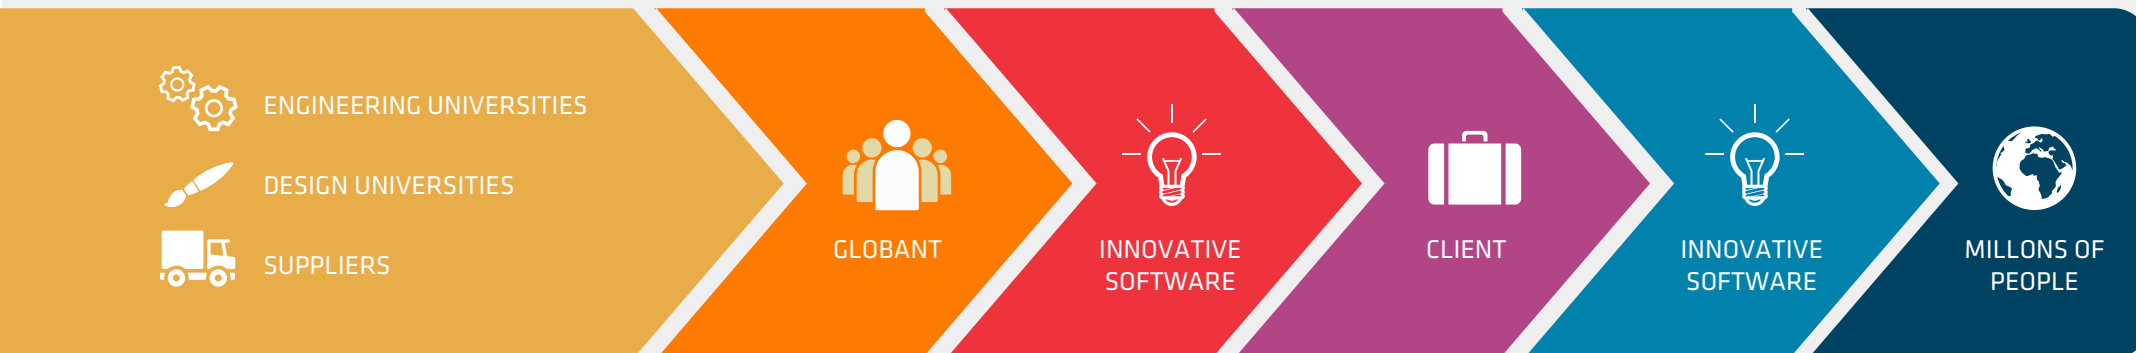 ENGINEERING UNIVERSITIES
DESIGN UNIVERSITIES
SUPPLIERS
GLOBANT
INNOVATIVE
SOFTWARE
CLIENT
INNOVATIVE
SOFTWARE
MILLONS OF
PEOPLE